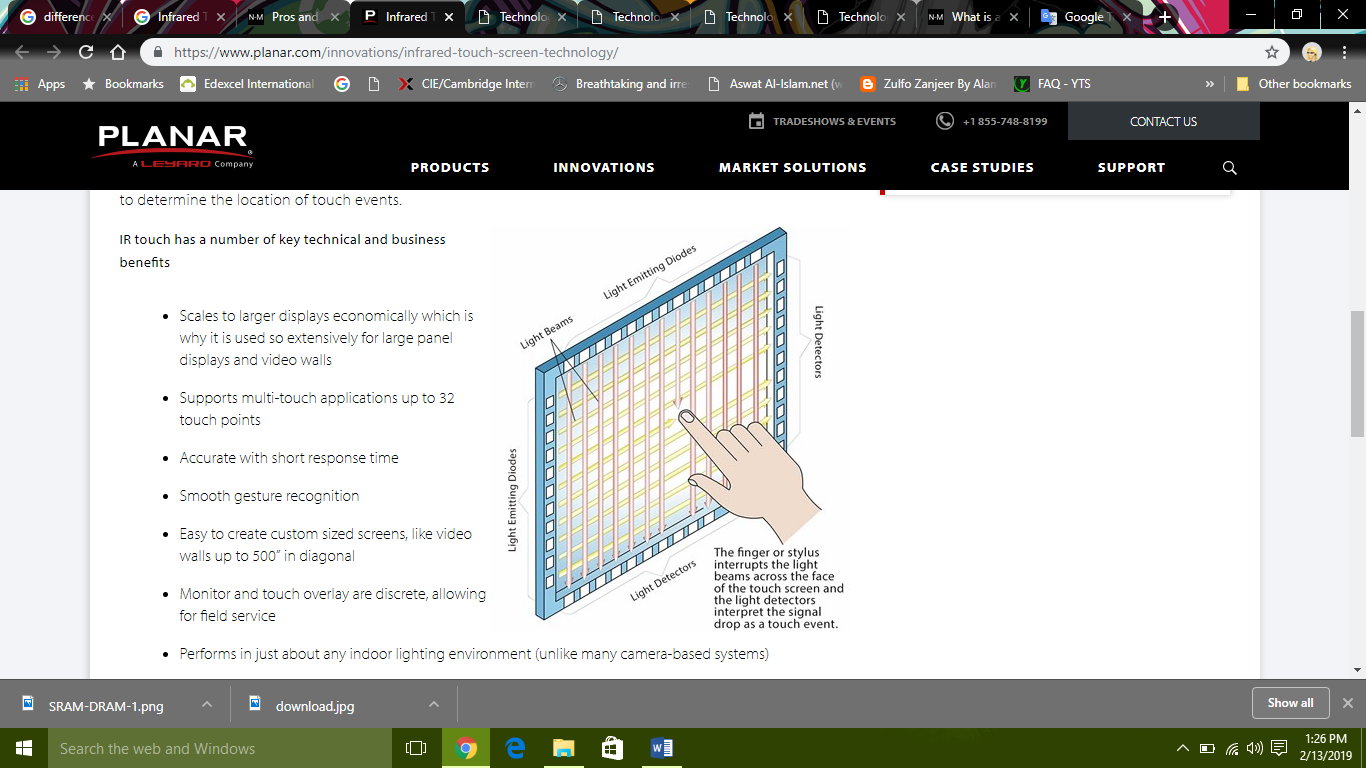 difference
Infrared T
Pros and
Infrared T
Technolo
Technolo
Technolo
Technolo
What is a
Google T
https://www.planar.com/innovations/infrared-touch-screen-technology/
Apps
Bookmarks
Edexcel International
CIE/Cambridge Intern
Breathtaking and irre
Aswat Al-Islam.net (w
Zulfo Zanjeer By Alan
FAQ - YTS
»
Other bookmarks
TRADESHOWS & EVENTS
+1 855-748-8199
CONTACT US
PLANAR
A LEYARD Company
PRODUCTS
INNOVATIONS
MARKET SOLUTIONS
CASE STUDIES
SUPPORT
to determine the location of touch events.
IR touch has a number of key technical and business
benefits
Scales to larger displays economically which is
why it is used so extensively for large panel
displays and video walls
Supports multi-touch applications up to 32
touch points
Accurate with short response time
Smooth gesture recognition
Easy to create custom sized screens, like video
walls up to 500” in diagonal
Monitor and touch overlay are discrete, allowing
for field service
Performs in just about any indoor lighting environment (unlike many camera-based systems)
Light Emitting Diodes
Light Beams
Light Detectors
Light Emitting Diodes
Light Detectors
The finger or stylus
interrupts the light
beams across the face
of the touch screen and
the light detectors
interpret the signal
drop as a touch event.
SRAM-DRAM-1.png
download.jpg
Show all
Search the web and Windows
1:26 PM
2/13/2019